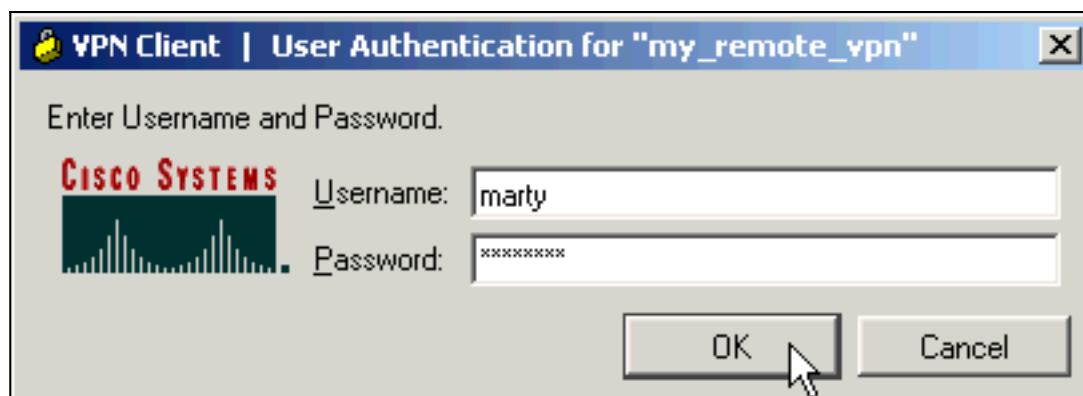 VPN Client | User Authentication for "my_remote_vpn"
Enter Username and Password.
CISCO SYSTEMS
Username: marty
Password: ********
OK Cancel